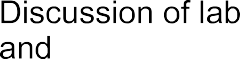 Discussion of lab
and